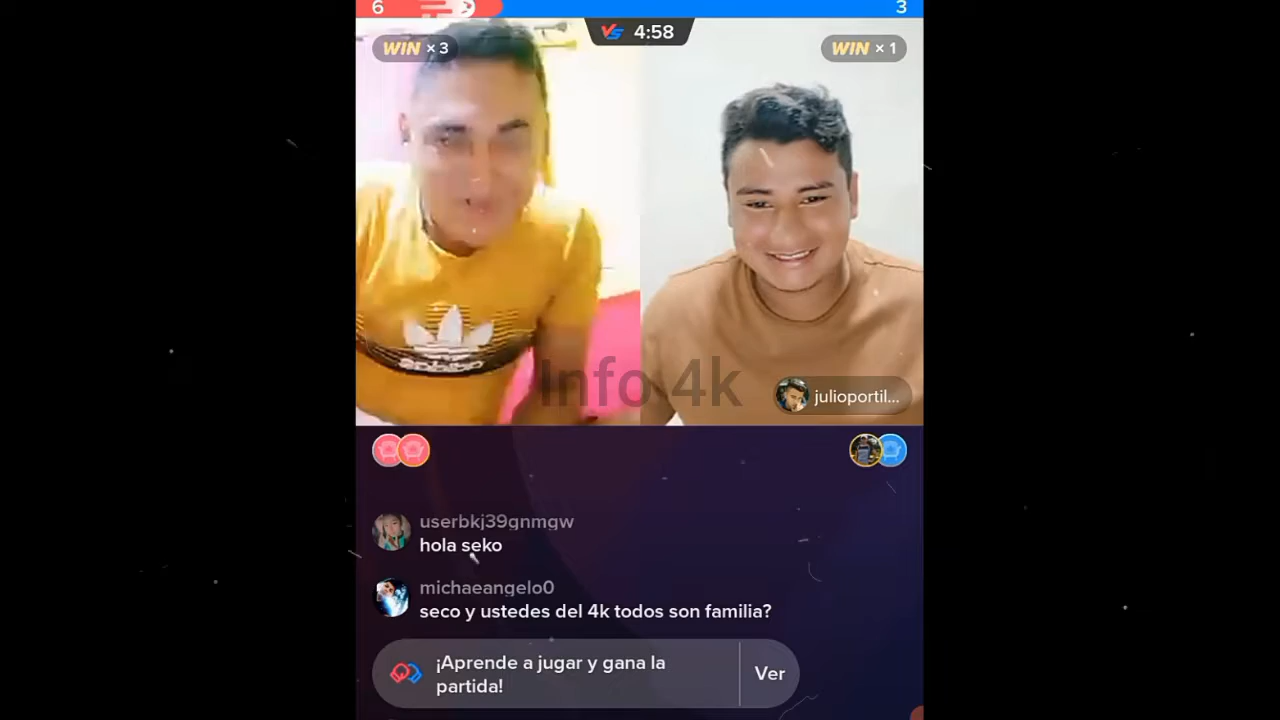 6
3
VS 4:58
WIN × 3
WIN × 1
adidas
Info 4k
julioportil...
userbkj39gnmgw
hola seko
michaeangelo0
seco y ustedes del 4k todos son familia?
¡Aprende a jugar y gana la
partida!
Ver